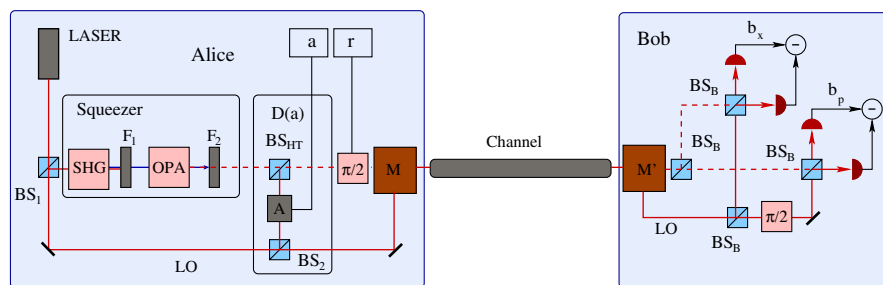 LASER
Alice
a
r
Squeezer
F1
F2
SHG
OPA
BS1
D(a)
BSHT
A
BS2
π/2
M
LO
Channel
Bob
M'
LO
BSB
BSB
BSB
BSB
π/2
bx
bp
−
−